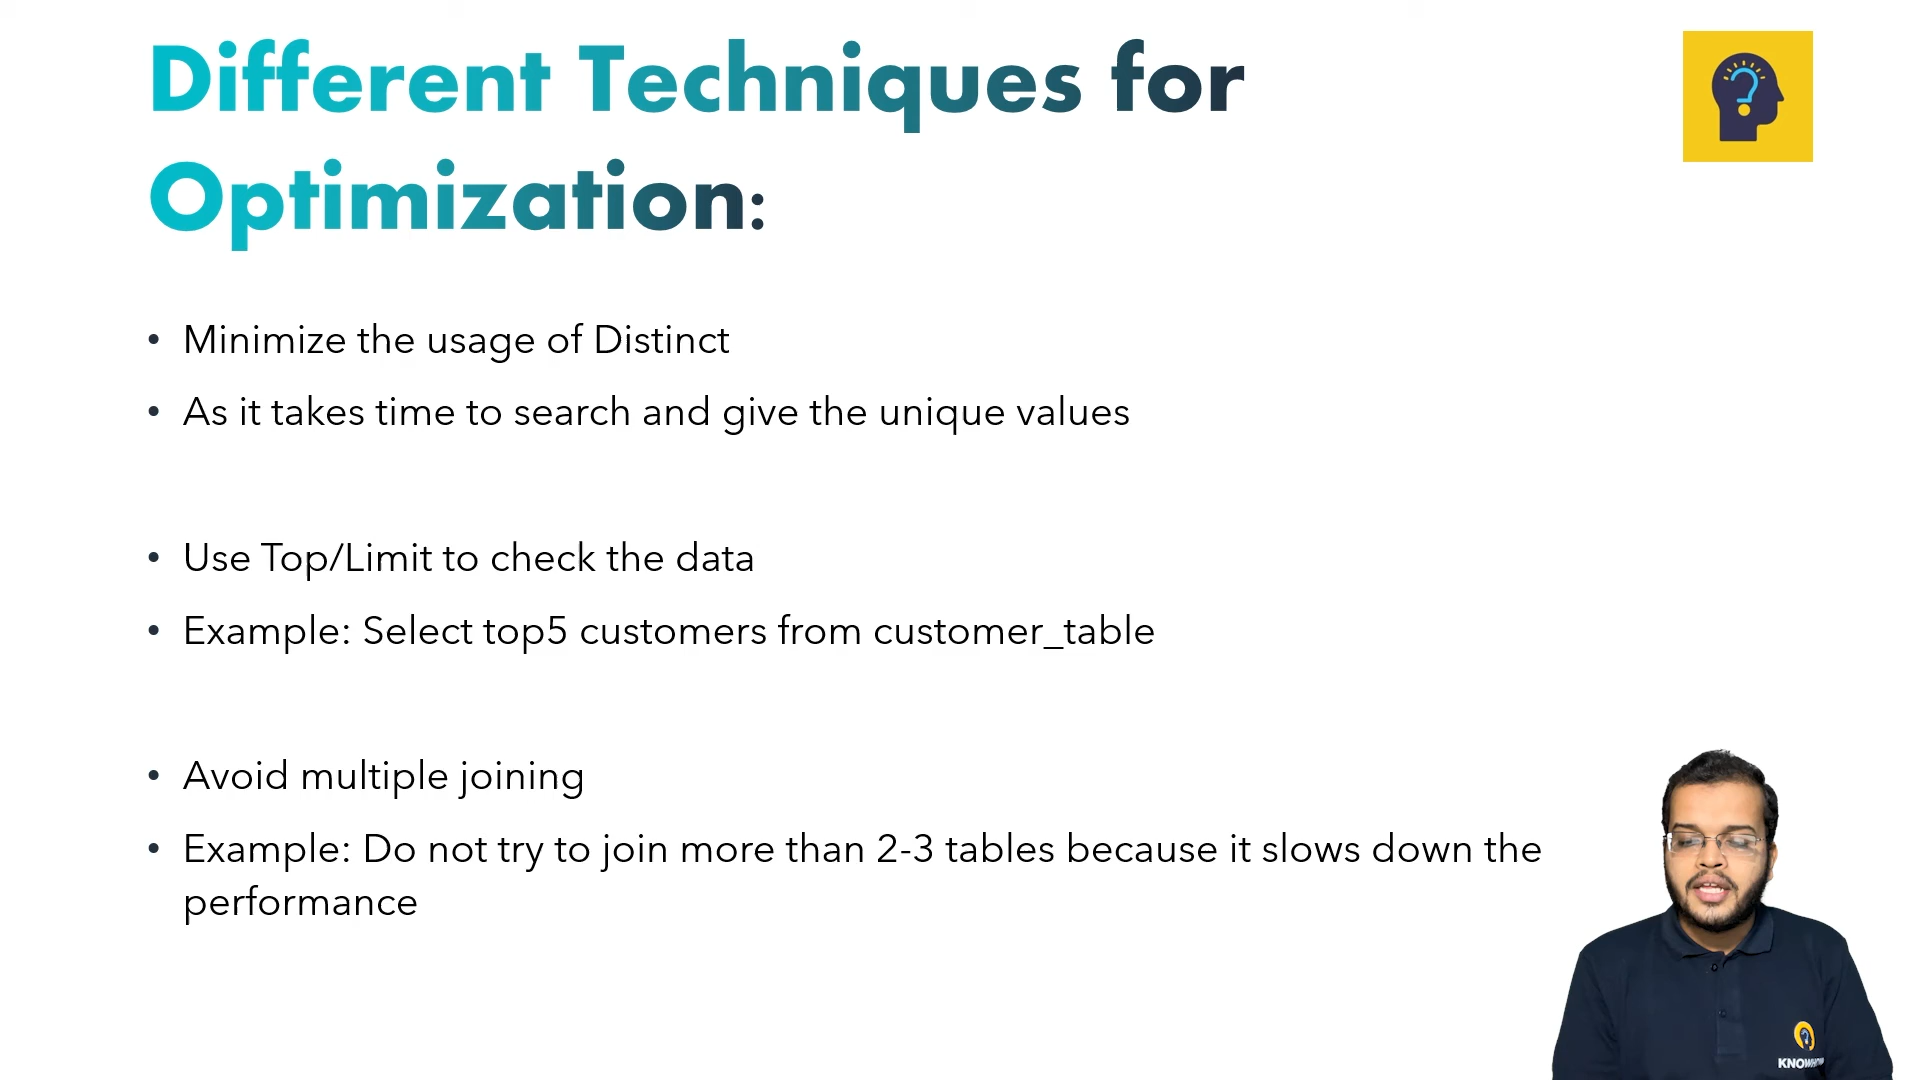 Different Techniques for
Optimization:
• Minimize the usage of Distinct
• As it takes time to search and give the unique values
• Use Top/Limit to check the data
• Example: Select top5 customers from customer_table
• Avoid multiple joining
• Example: Do not try to join more than 2-3 tables because it slows down the
performance